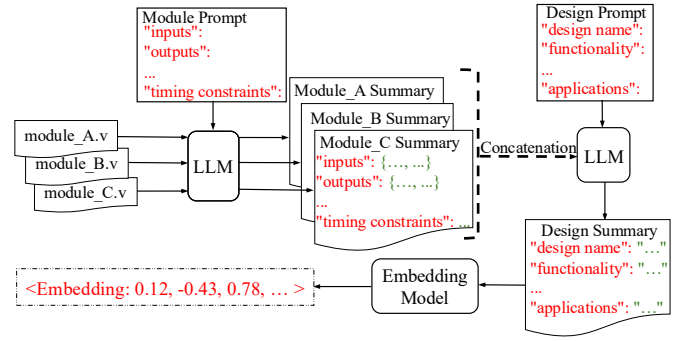 Module Prompt
"inputs":
"outputs":
...
"timing constraints":
Design Prompt
"design name":
"functionality":
...
"applications":
module_A.v
module_B.v
module_C.v
LLM
Module_A Summary
Module_B Summary
Module_C Summary
"inputs": {…, ...}
"outputs": {…, ...}
...
"timing constraints": ...
Concatenation
LLM
Design Summary
"design name": "…"
"functionality": "…"
...
"applications": "…"
Embedding
Model
<Embedding: 0.12, -0.43, 0.78, … >